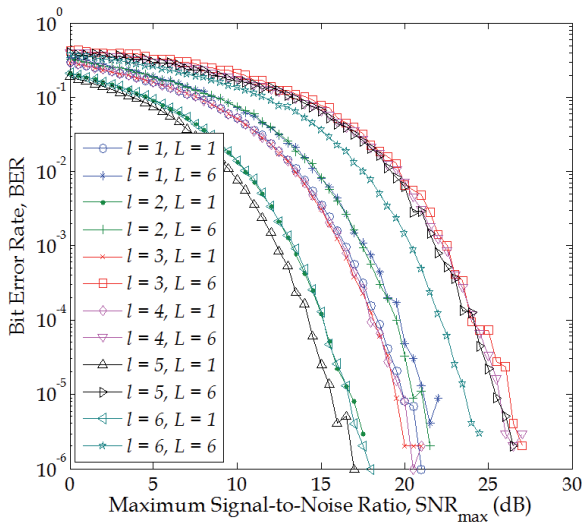 10^0
10^-1
10^-2
10^-3
10^-4
10^-5
10^-6
Bit Error Rate, BER
l = 1, L = 1
l = 1, L = 6
l = 2, L = 1
l = 2, L = 6
l = 3, L = 1
l = 3, L = 6
l = 4, L = 1
l = 4, L = 6
l = 5, L = 1
l = 5, L = 6
l = 6, L = 1
l = 6, L = 6
0 5 10 15 20 25 30
Maximum Signal-to-Noise Ratio, SNR_max (dB)